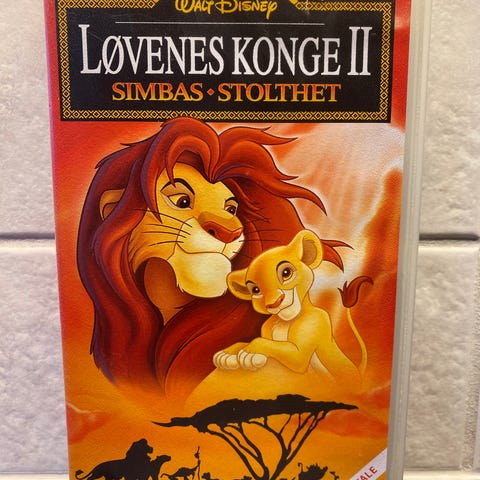 WALT DISNEY
LØVENES KONGE II
SIMBAS • STOLTHET